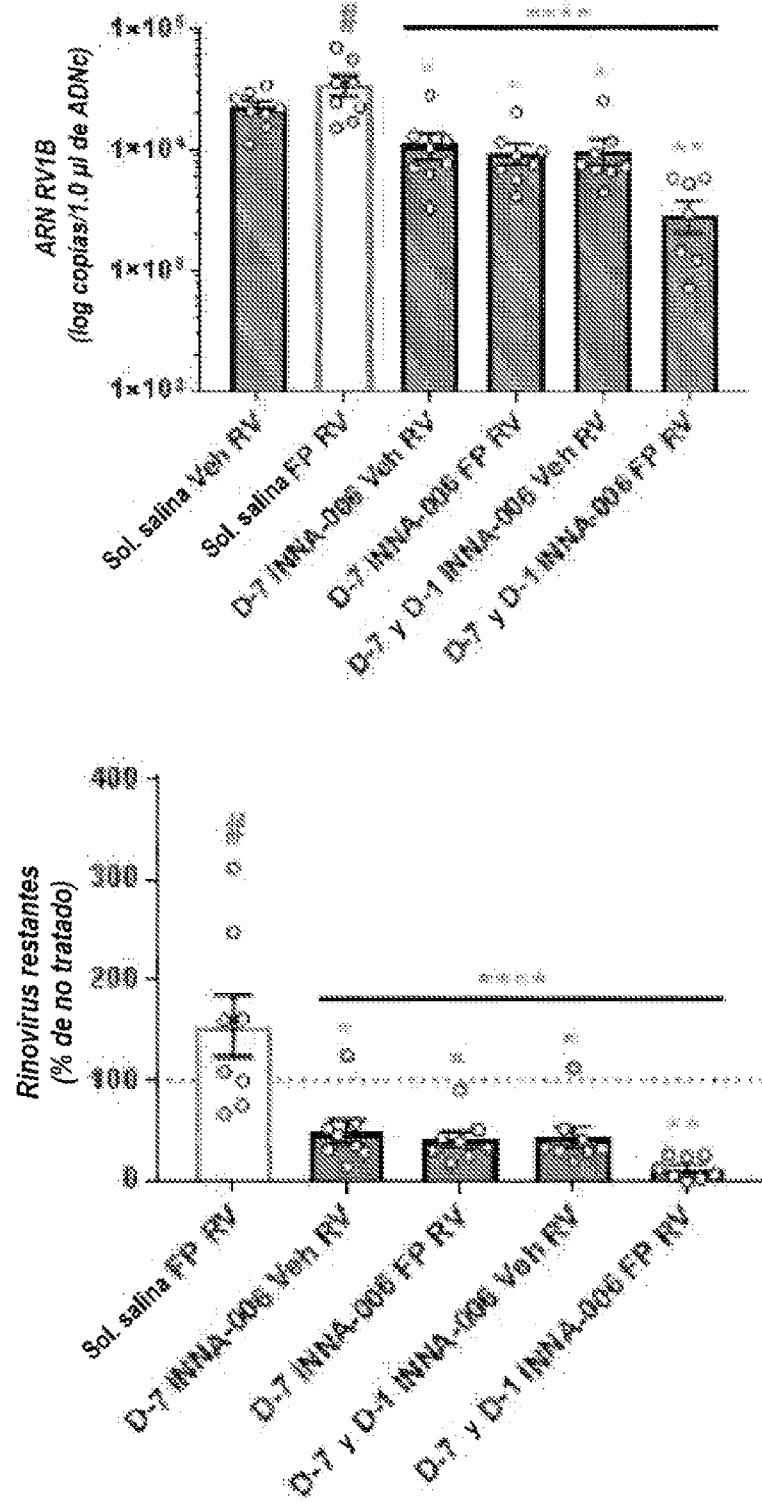 ##
****
1×10⁵
1×10⁴
1×10³
1×10²
*
*
*
**
ARN RV1B
(log copias/1.0 µl de ADNc)
Sol. salina Veh RV
Sol. salina FP RV
D-7 INNA-006 Veh RV
D-7 INNA-006 FP RV
D-7 y D-1 INNA-006 Veh RV
D-7 y D-1 INNA-006 FP RV
400
300
200
100
0
##
****
*
*
*
**
Rinovirus restantes
(% de no tratado)
Sol. salina FP RV
D-7 INNA-006 Veh RV
D-7 INNA-006 FP RV
D-7 y D-1 INNA-006 Veh RV
D-7 y D-1 INNA-006 FP RV